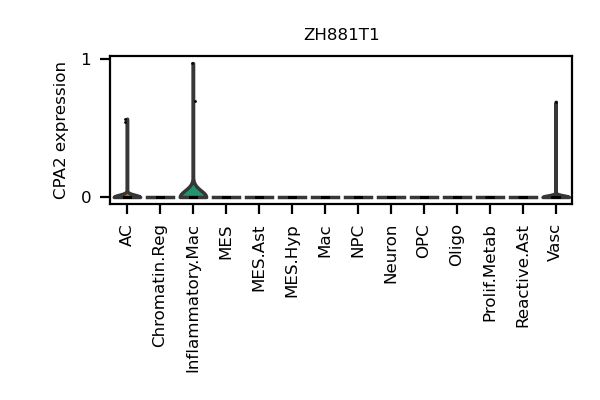 ZH881T1
CPA2 expression
1
0
AC
Chromatin.Reg
Inflammatory.Mac
MES
MES.Ast
MES.Hyp
Mac
NPC
Neuron
OPC
Oligo
Prolif.Metab
Reactive.Ast
Vasc